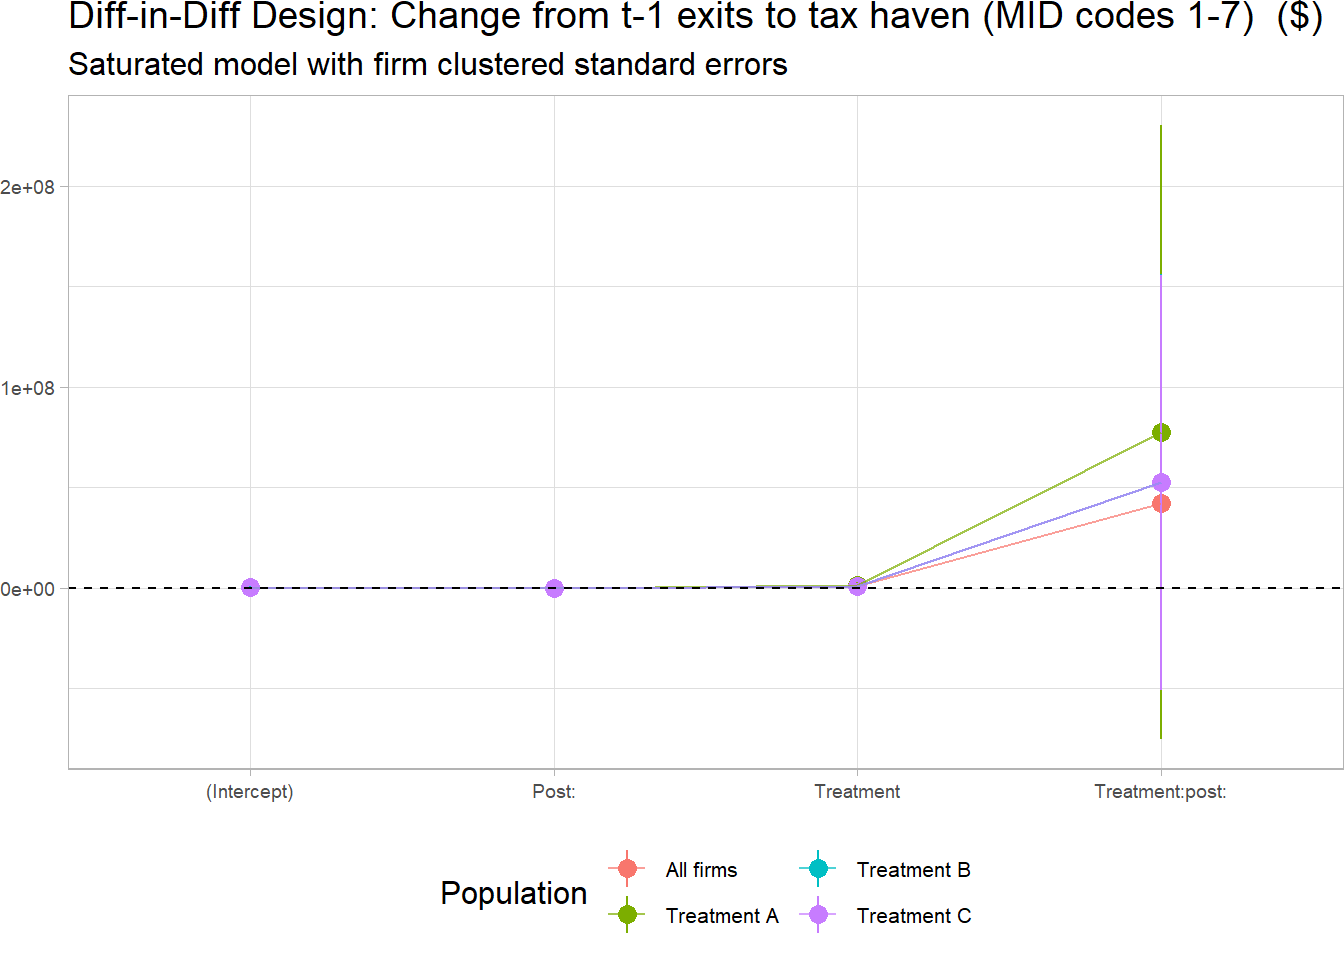 Diff-in-Diff Design: Change from t-1 exits to tax haven (MID codes 1-7)  ($)
Saturated model with firm clustered standard errors
2e+08
1e+08
0e+00
(Intercept)
Post:
Treatment
Treatment:post:
Population
All firms
Treatment A
Treatment B
Treatment C